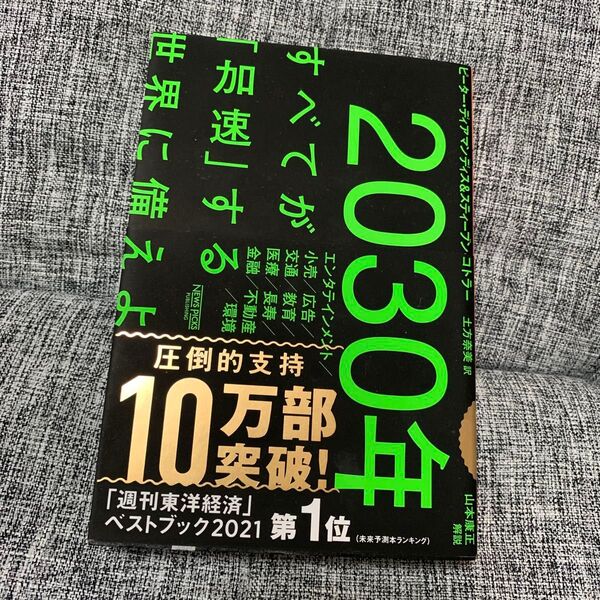 ピーター・ディアマンディス&スティーブン・コトラー 土方奈美 訳
山本康正 解説
2030年
すべてが
「加速」する
世界に備えよ
エンタテインメント/
小売/広告/
交通/教育/
医療/長寿/
金融/不動産
/環境
NEWS PICKS
PUBLISHING
圧倒的支持
10万部
突破!
「週刊東洋経済」
ベストブック2021 第1位
(未来予測本ランキング)